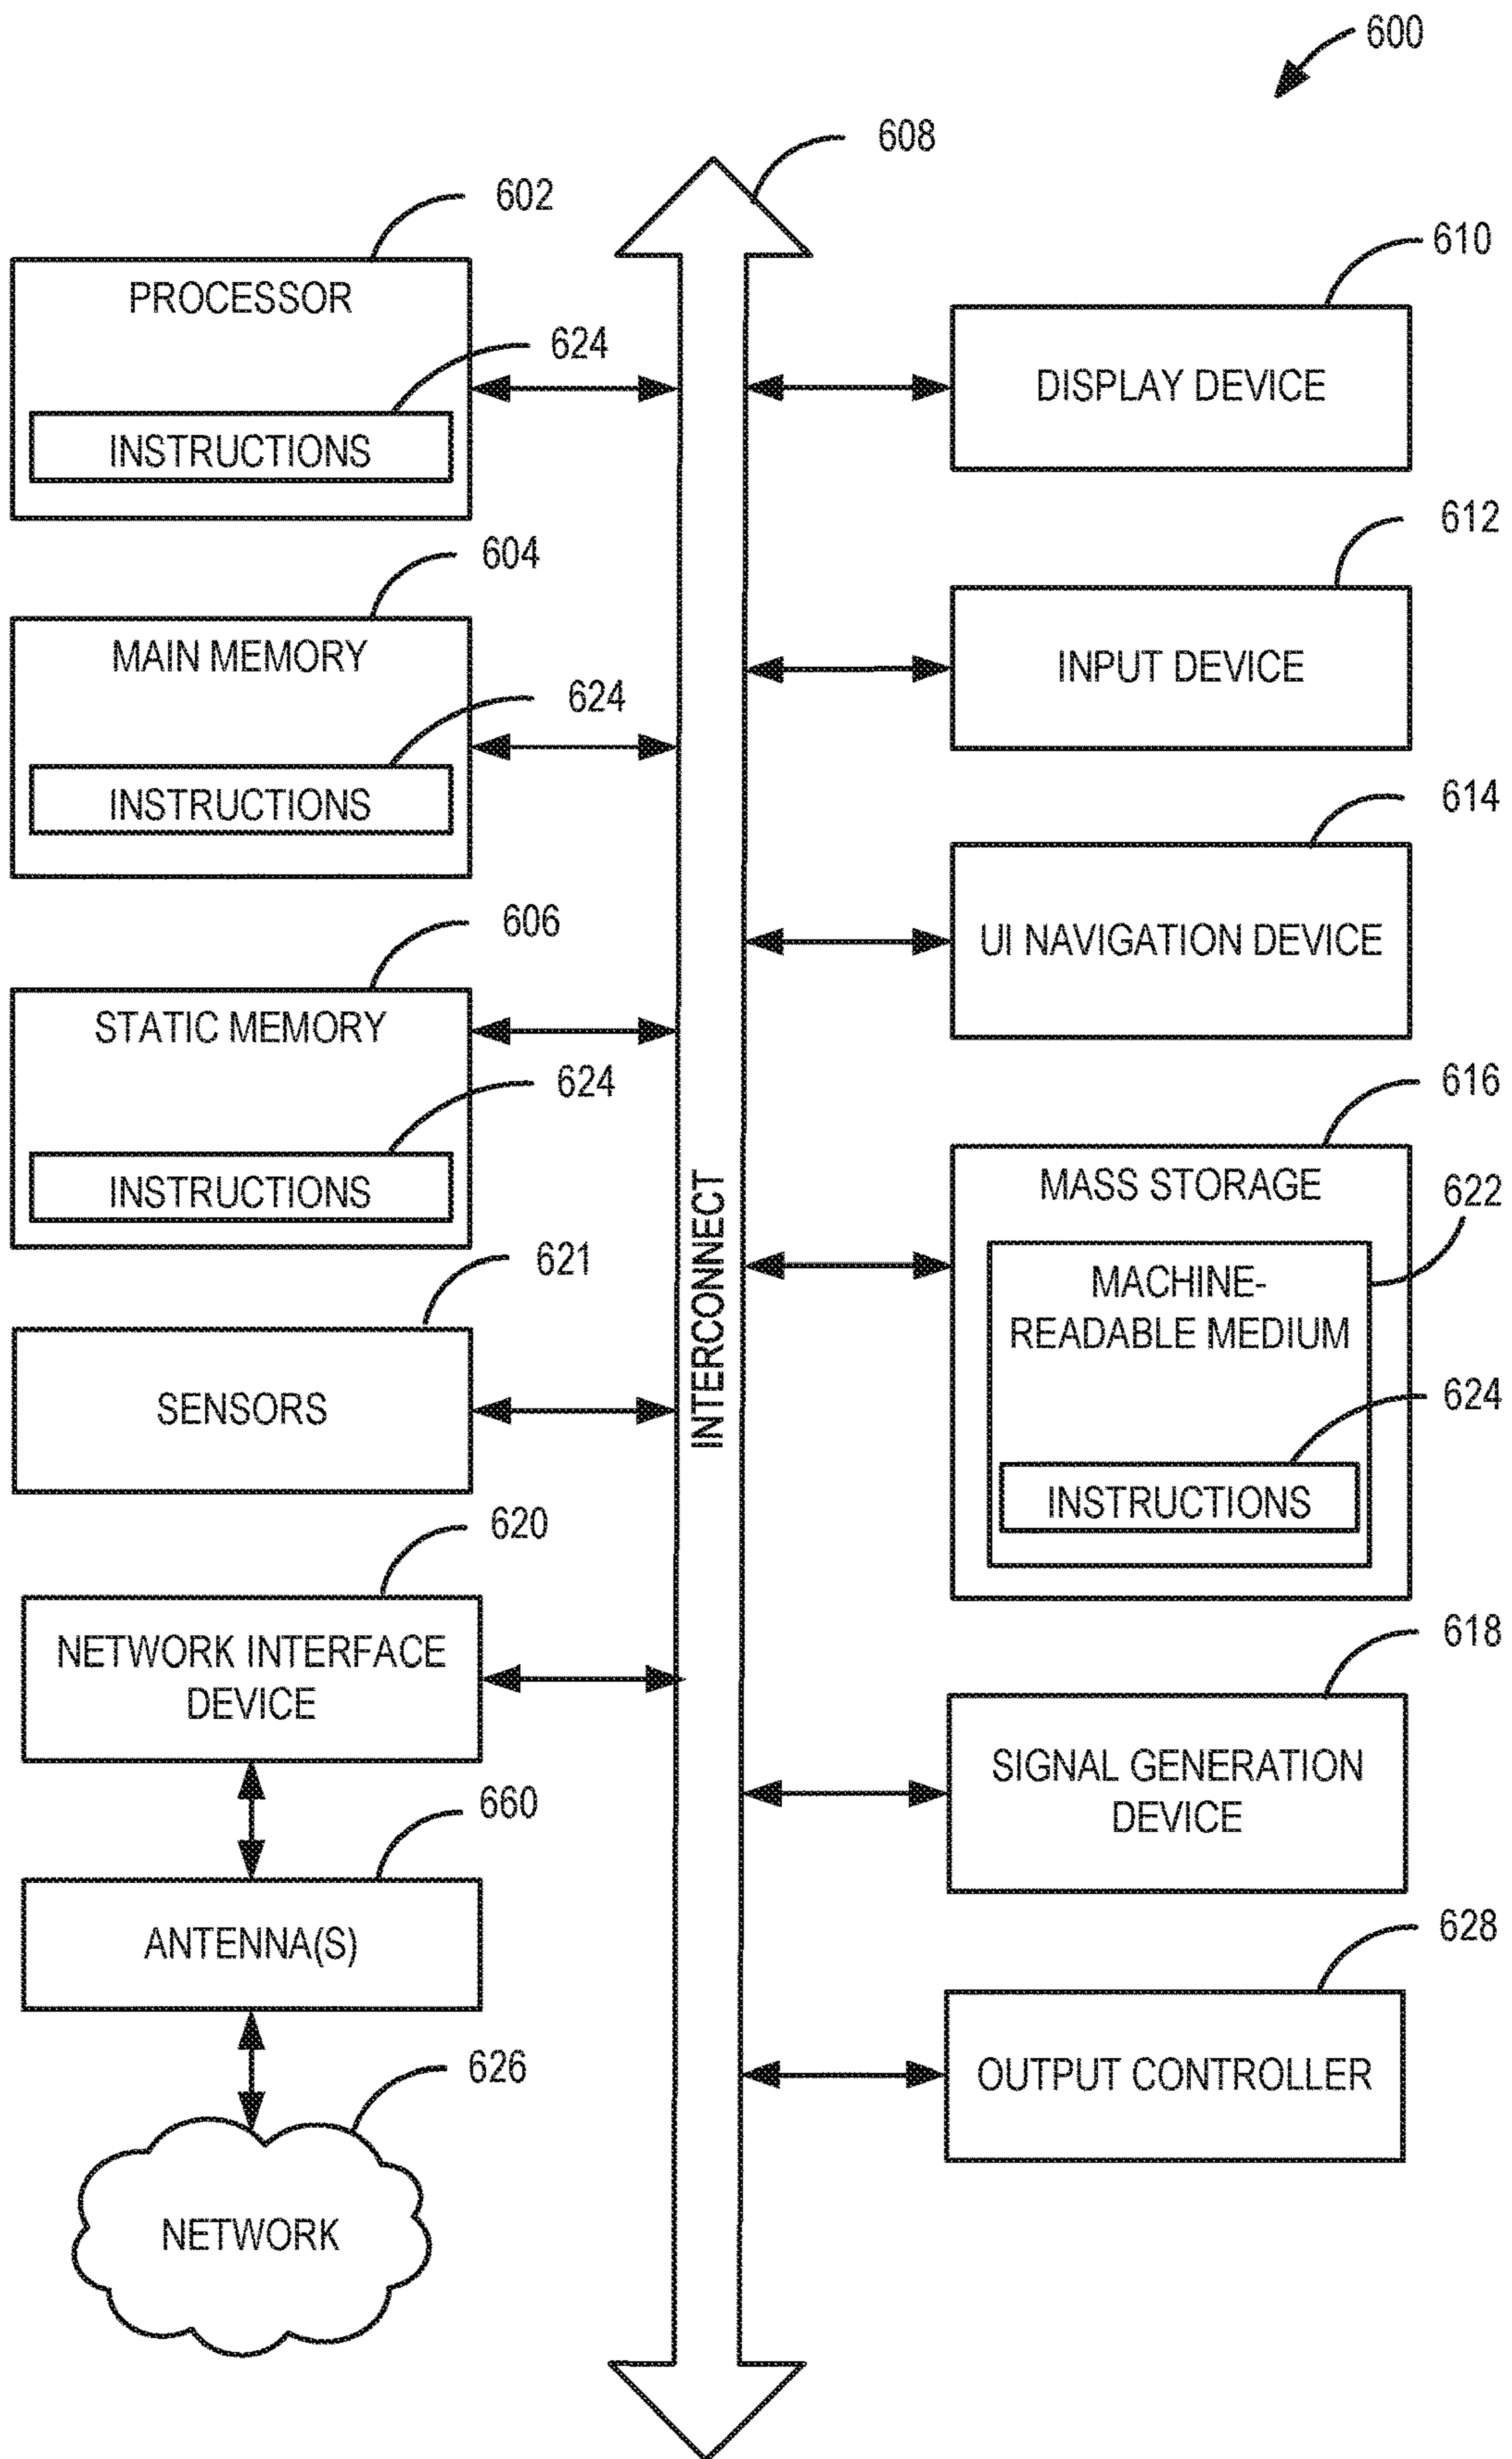 600
608
602
PROCESSOR
624
INSTRUCTIONS
604
MAIN MEMORY
624
INSTRUCTIONS
606
STATIC MEMORY
624
INSTRUCTIONS
621
SENSORS
620
NETWORK INTERFACE
DEVICE
660
ANTENNA(S)
626
NETWORK
INTERCONNECT
610
DISPLAY DEVICE
612
INPUT DEVICE
614
UI NAVIGATION DEVICE
616
MASS STORAGE
622
MACHINE-
READABLE MEDIUM
624
INSTRUCTIONS
618
SIGNAL GENERATION
DEVICE
628
OUTPUT CONTROLLER